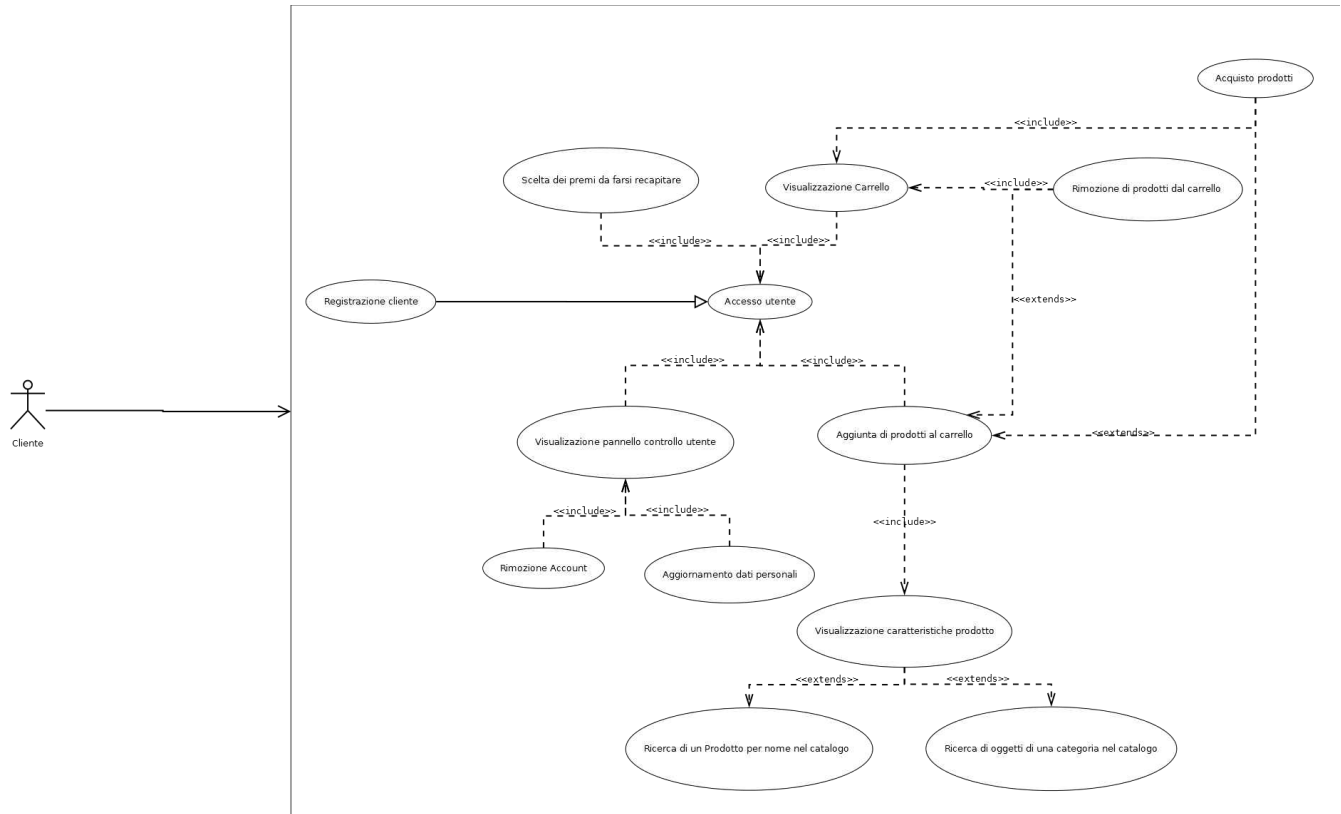 Acquisto prodotti
<<include>>
Scelta dei premi da farsi recapitare
Visualizzazione Carrello
<<include>>
Rimozione di prodotti dal carrello
<<include>>
<<include>>
Registrazione cliente
Accesso utente
<<extends>>
<<include>>
<<include>>
Cliente
Visualizazione pannello controllo utente
Aggiunta di prodotti al carrello
<<extends>>
<<include>>
<<include>>
<<include>>
Rimozione Account
Aggiornamento dati personali
Visualizzazione caratteristiche prodotto
<<extends>>
<<extends>>
Ricerca di un Prodotto per nome nel catalogo
Ricerca di oggetti di una categoria nel catalogo